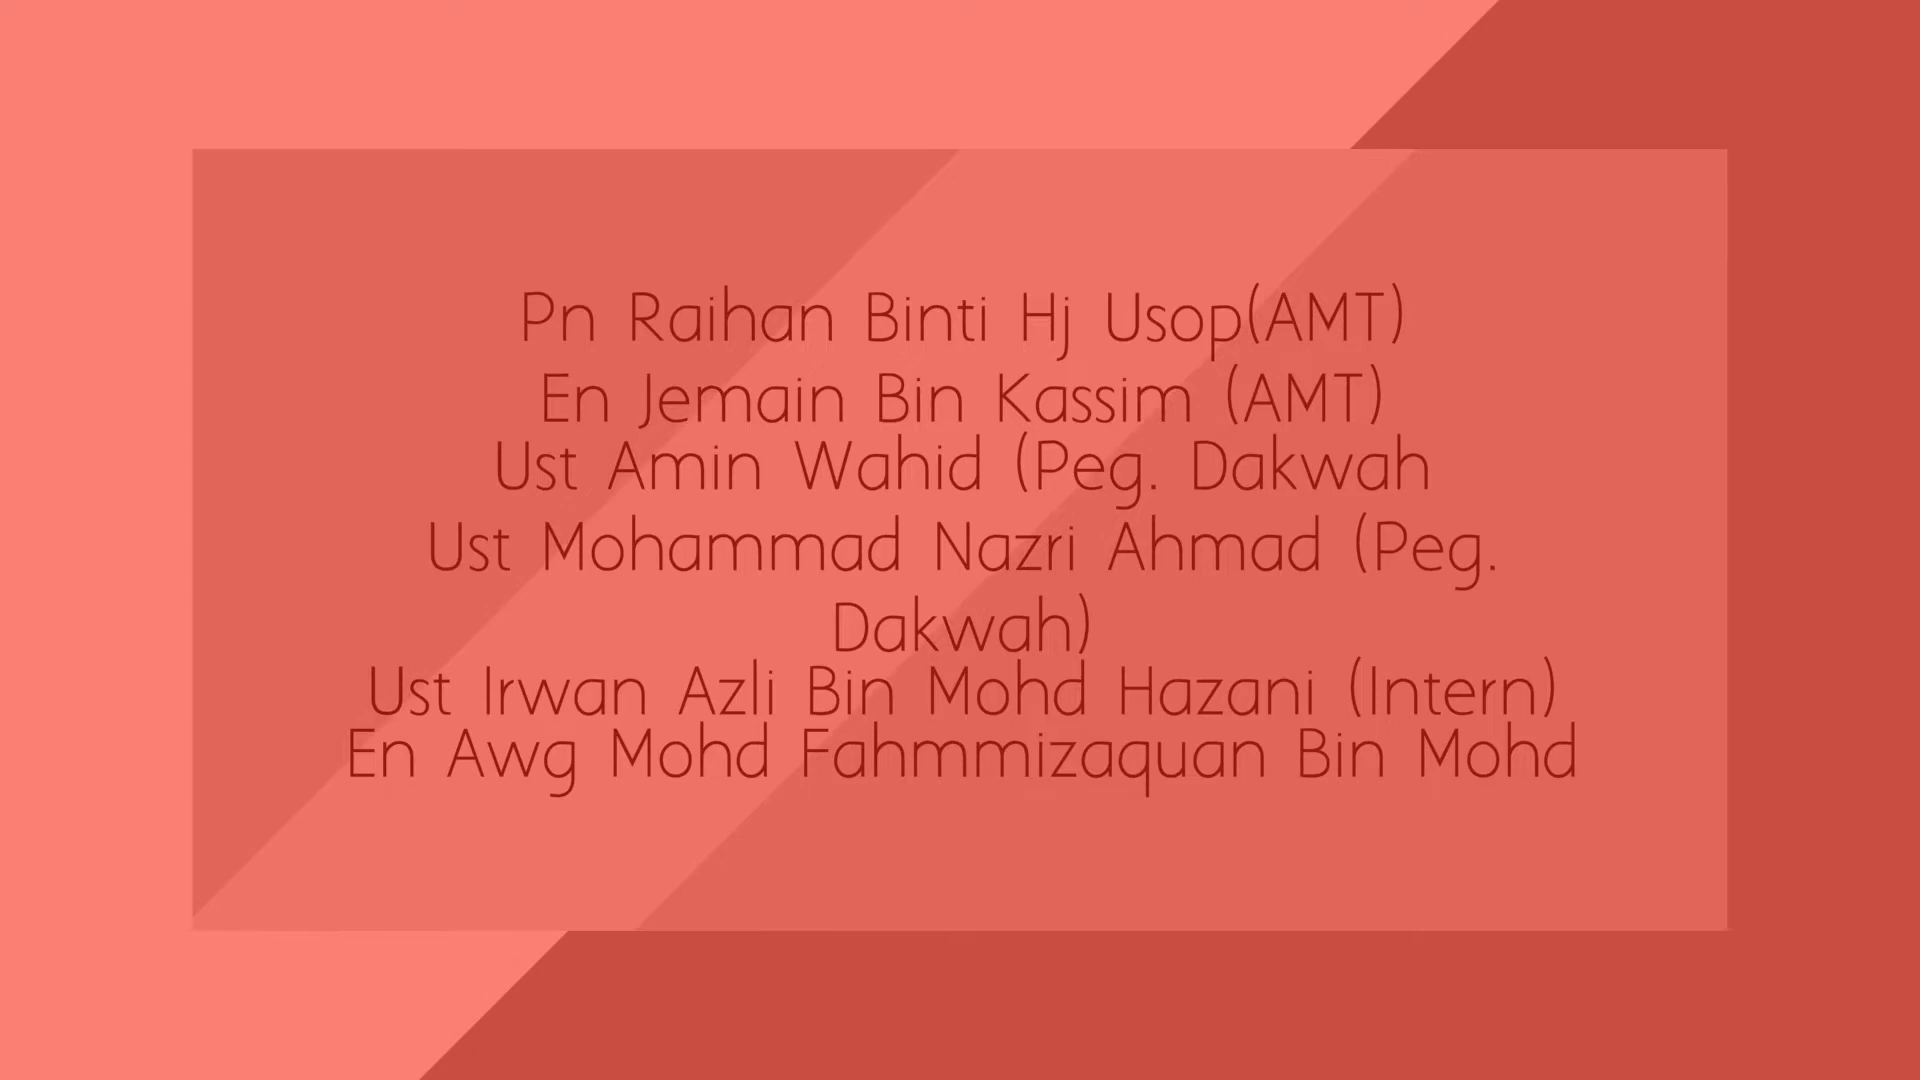 Pn Raihan Binti Hj Usop(AMT)
En Jemain Bin Kassim (AMT)
Ust Amin Wahid (Peg. Dakwah
Ust Mohammad Nazri Ahmad (Peg.
Dakwah)
Ust Irwan Azli Bin Mohd Hazani (Intern)
En Awg Mohd Fahmmizaquan Bin Mohd